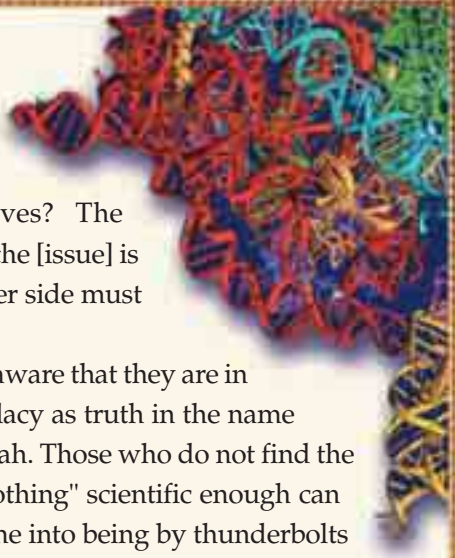 ves? The
he [issue] is
er side must
ware that they are in
lacy as truth in the name
ah. Those who do not find the
othing" scientific enough can
ne into being by thunderbolts